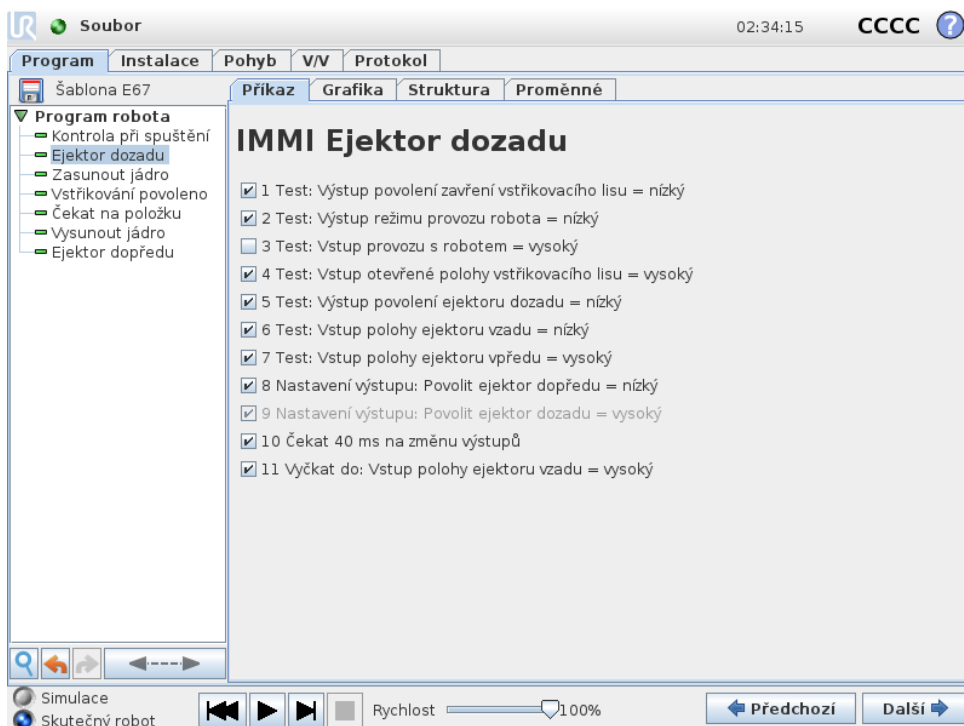 UR Soubor 02:34:15 CCCC ?
Program Instalace Pohyb V/V Protokol
Šablona E67
Příkaz Grafika Struktura Proměnné
Program robota
Kontrola při spuštění
Ejektor dozadu
Zasunout jádro
Vstřikování povoleno
Čekat na položku
Vysunout jádro
Ejektor dopředu
IMMI Ejektor dozadu
1 Test: Výstup povolení zavření vstřikovacího lisu = nízký
2 Test: Výstup režimu provozu robota = nízký
3 Test: Vstup provozu s robotem = vysoký
4 Test: Vstup otevřené polohy vstřikovacího lisu = vysoký
5 Test: Výstup povolení ejektoru dozadu = nízký
6 Test: Vstup polohy ejektoru vzadu = nízký
7 Test: Vstup polohy ejektoru vpředu = vysoký
8 Nastavení výstupu: Povolit ejektor dopředu = nízký
9 Nastavení výstupu: Povolit ejektor dozadu = vysoký
10 Čekat 40 ms na změnu výstupů
11 Vyčkat do: Vstup polohy ejektoru vzadu = vysoký
Simulace
Skutečný robot
Rychlost 100%
Předchozí
Další